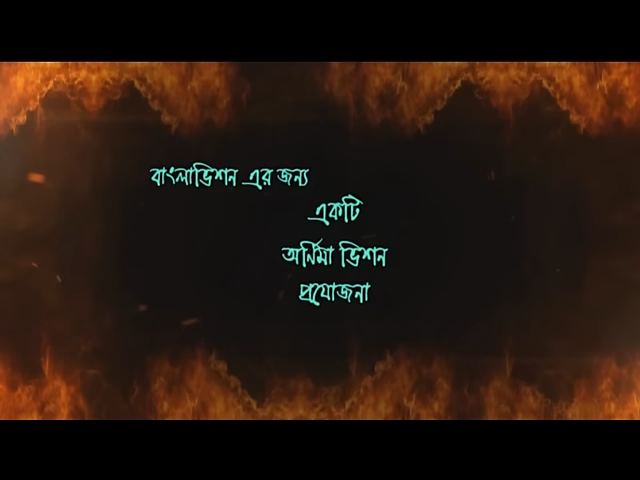 বাংলাভিশন এর জন্য
একটি
অর্নিমা ভিশন
প্রযোজনা